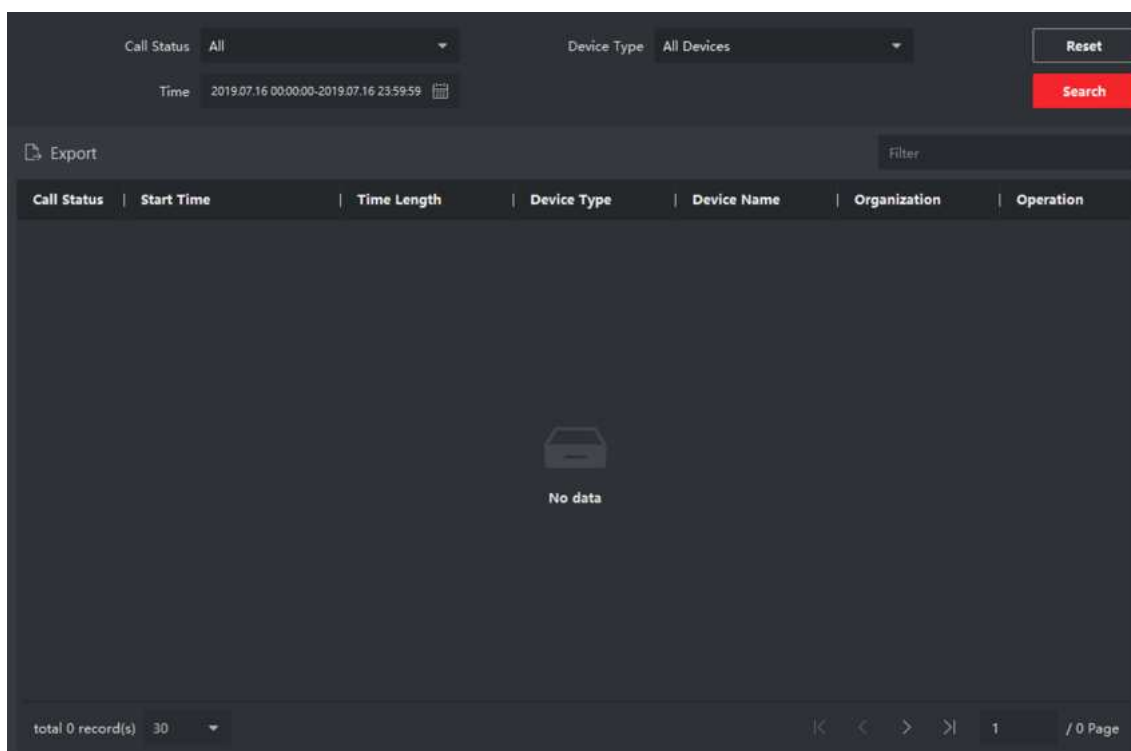 Call Status All Device Type All Devices Reset
Time 2019.07.16 00:00:00-2019.07.16 23:59:59 Search
Export Filter
Call Status | Start Time | Time Length | Device Type | Device Name | Organization | Operation
No data
total 0 record(s) 30 1 / 0 Page